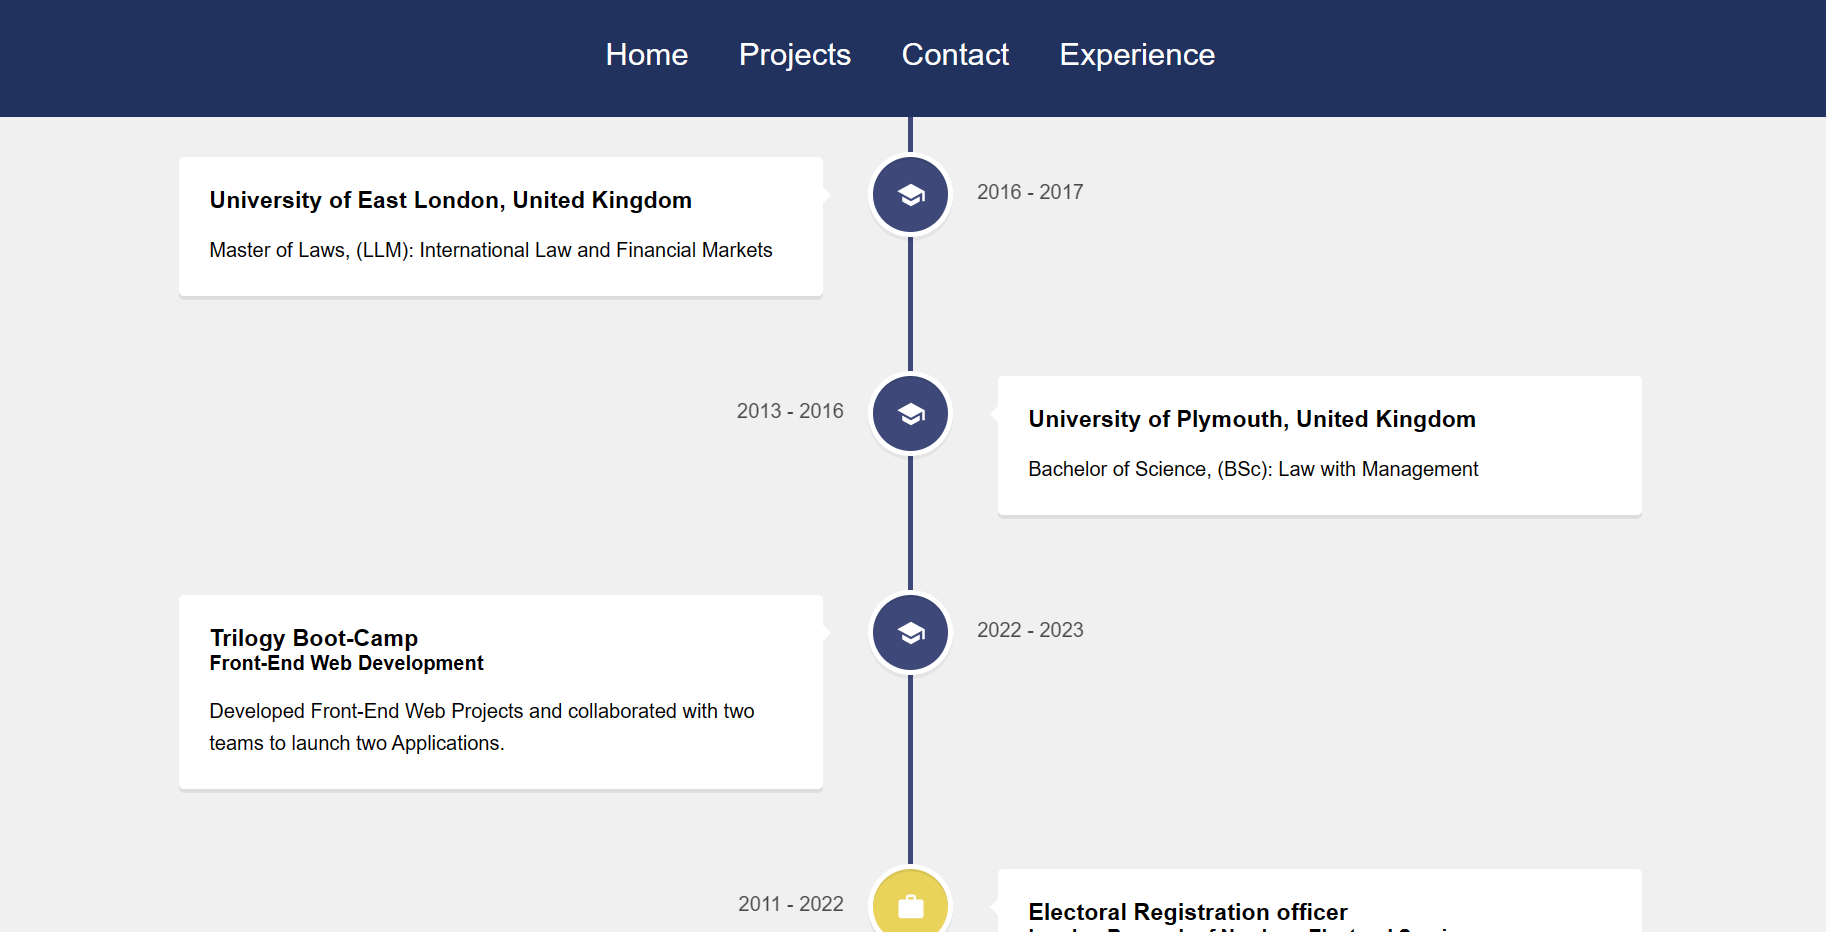 Home Projects Contact Experience
University of East London, United Kingdom
Master of Laws, (LLM): International Law and Financial Markets
2016 - 2017
2013 - 2016
University of Plymouth, United Kingdom
Bachelor of Science, (BSc): Law with Management
Trilogy Boot-Camp
Front-End Web Development
Developed Front-End Web Projects and collaborated with two
teams to launch two Applications.
2022 - 2023
2011 - 2022
Electoral Registration officer